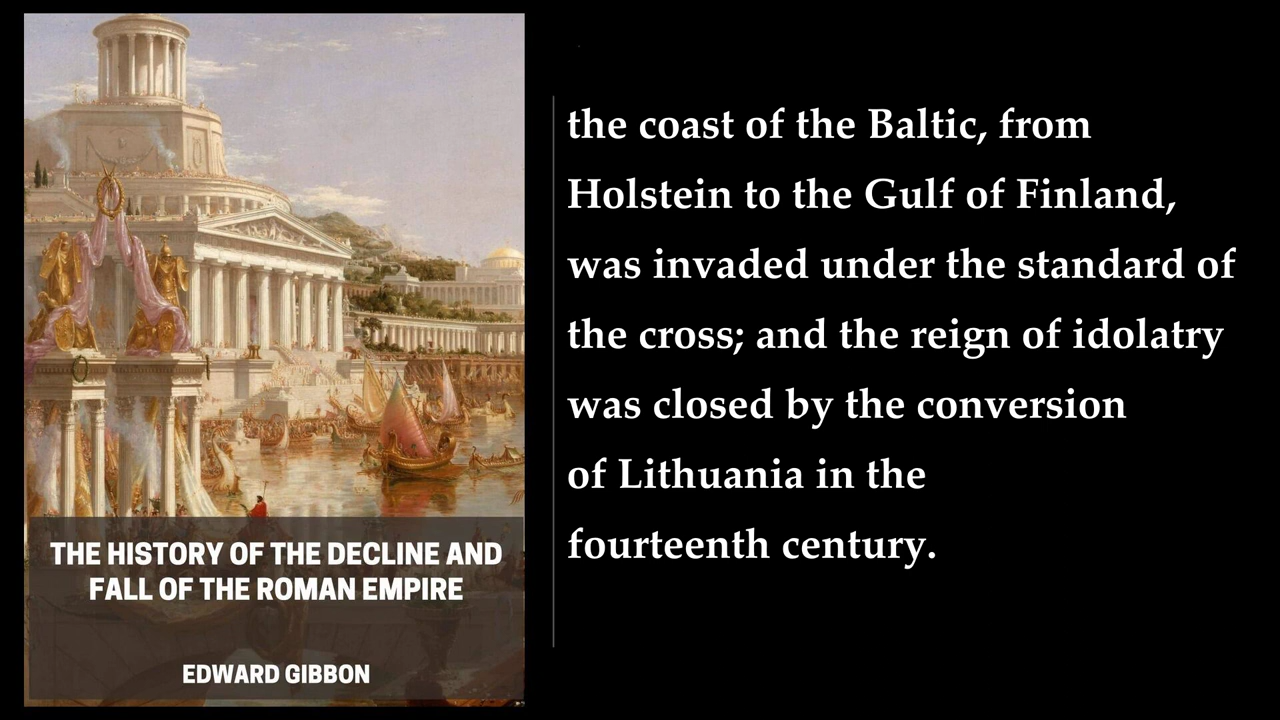 THE HISTORY OF THE DECLINE AND
FALL OF THE ROMAN EMPIRE
EDWARD GIBBON
the coast of the Baltic, from
Holstein to the Gulf of Finland,
was invaded under the standard of
the cross; and the reign of idolatry
was closed by the conversion
of Lithuania in the
fourteenth century.